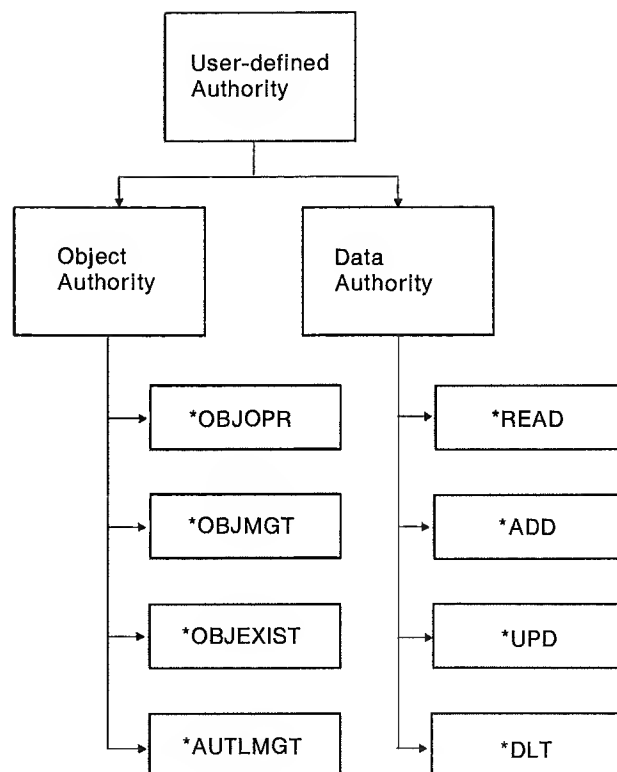 User-defined
Authority
Object
Authority
Data
Authority
*OBJOPR
*OBJMGT
*OBJEXIST
*AUTLMGT
*READ
*ADD
*UPD
*DLT